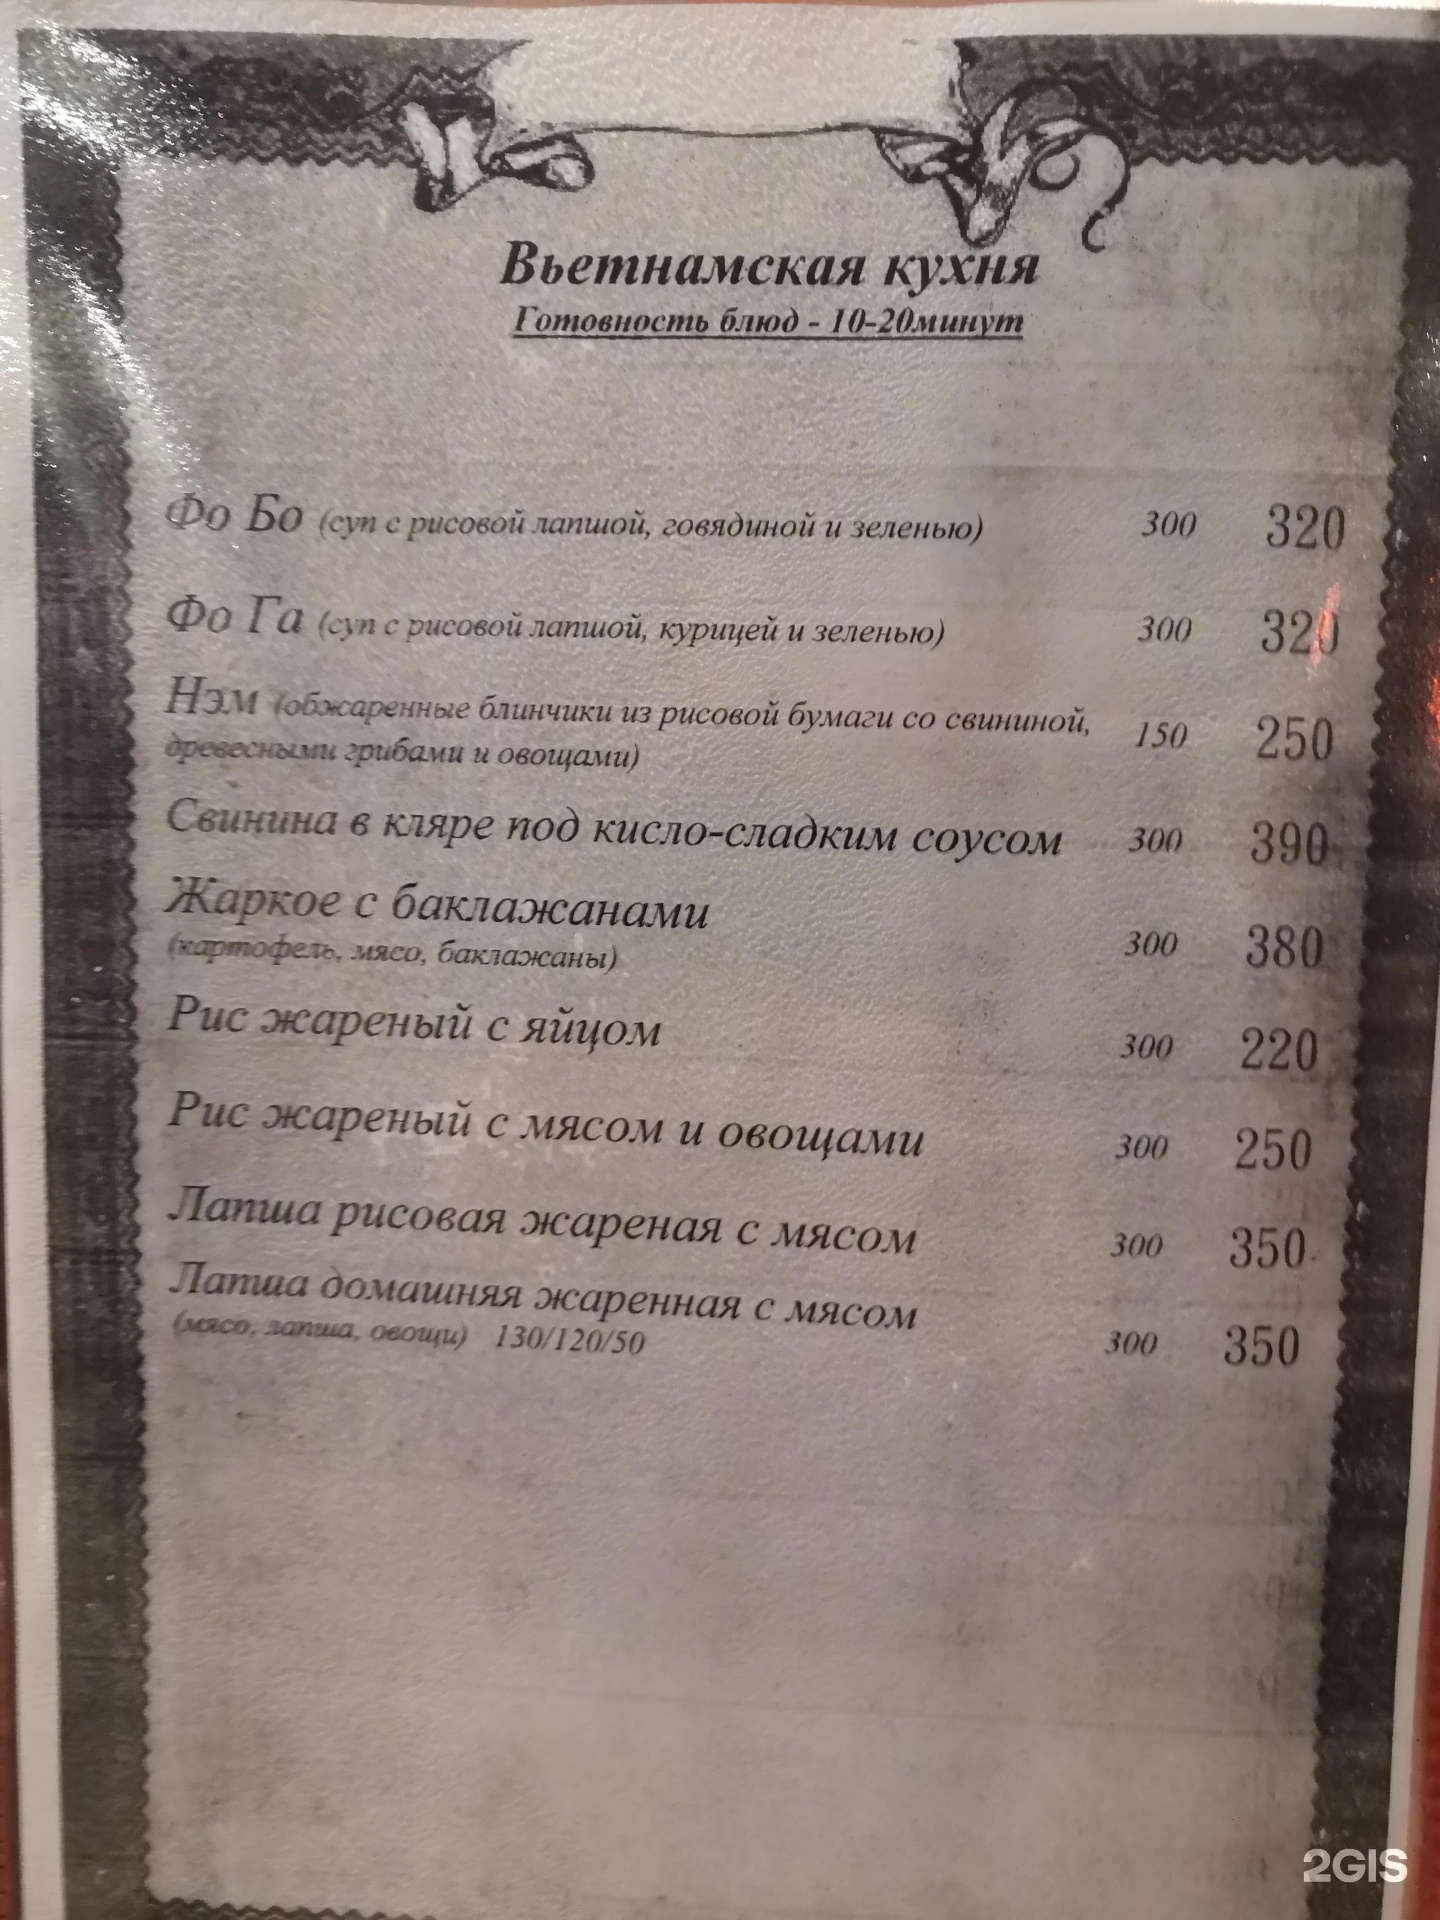 Вьетнамская кухня
Готовность блюд - 10-20минут
Фо Бо (суп с рисовой лапшой, говядиной и зеленью) 300 320
Фо Га (суп с рисовой лапшой, курицей и зеленью) 300 320
Нэм (обжаренные блинчики из рисовой бумаги со свининой, 150 250
древесными грибами и овощами)
Свинина в кляре под кисло-сладким соусом 300 390
Жаркое с баклажанами 300 380
(картофель, мясо, баклажаны)
Рис жареный с яйцом 300 220
Рис жареный с мясом и овощами 300 250
Лапша рисовая жареная с мясом 300 350
Лапша домашняя жаренная с мясом 300 350
(мясо, лапша, овощи) 130/120/50
2GIS